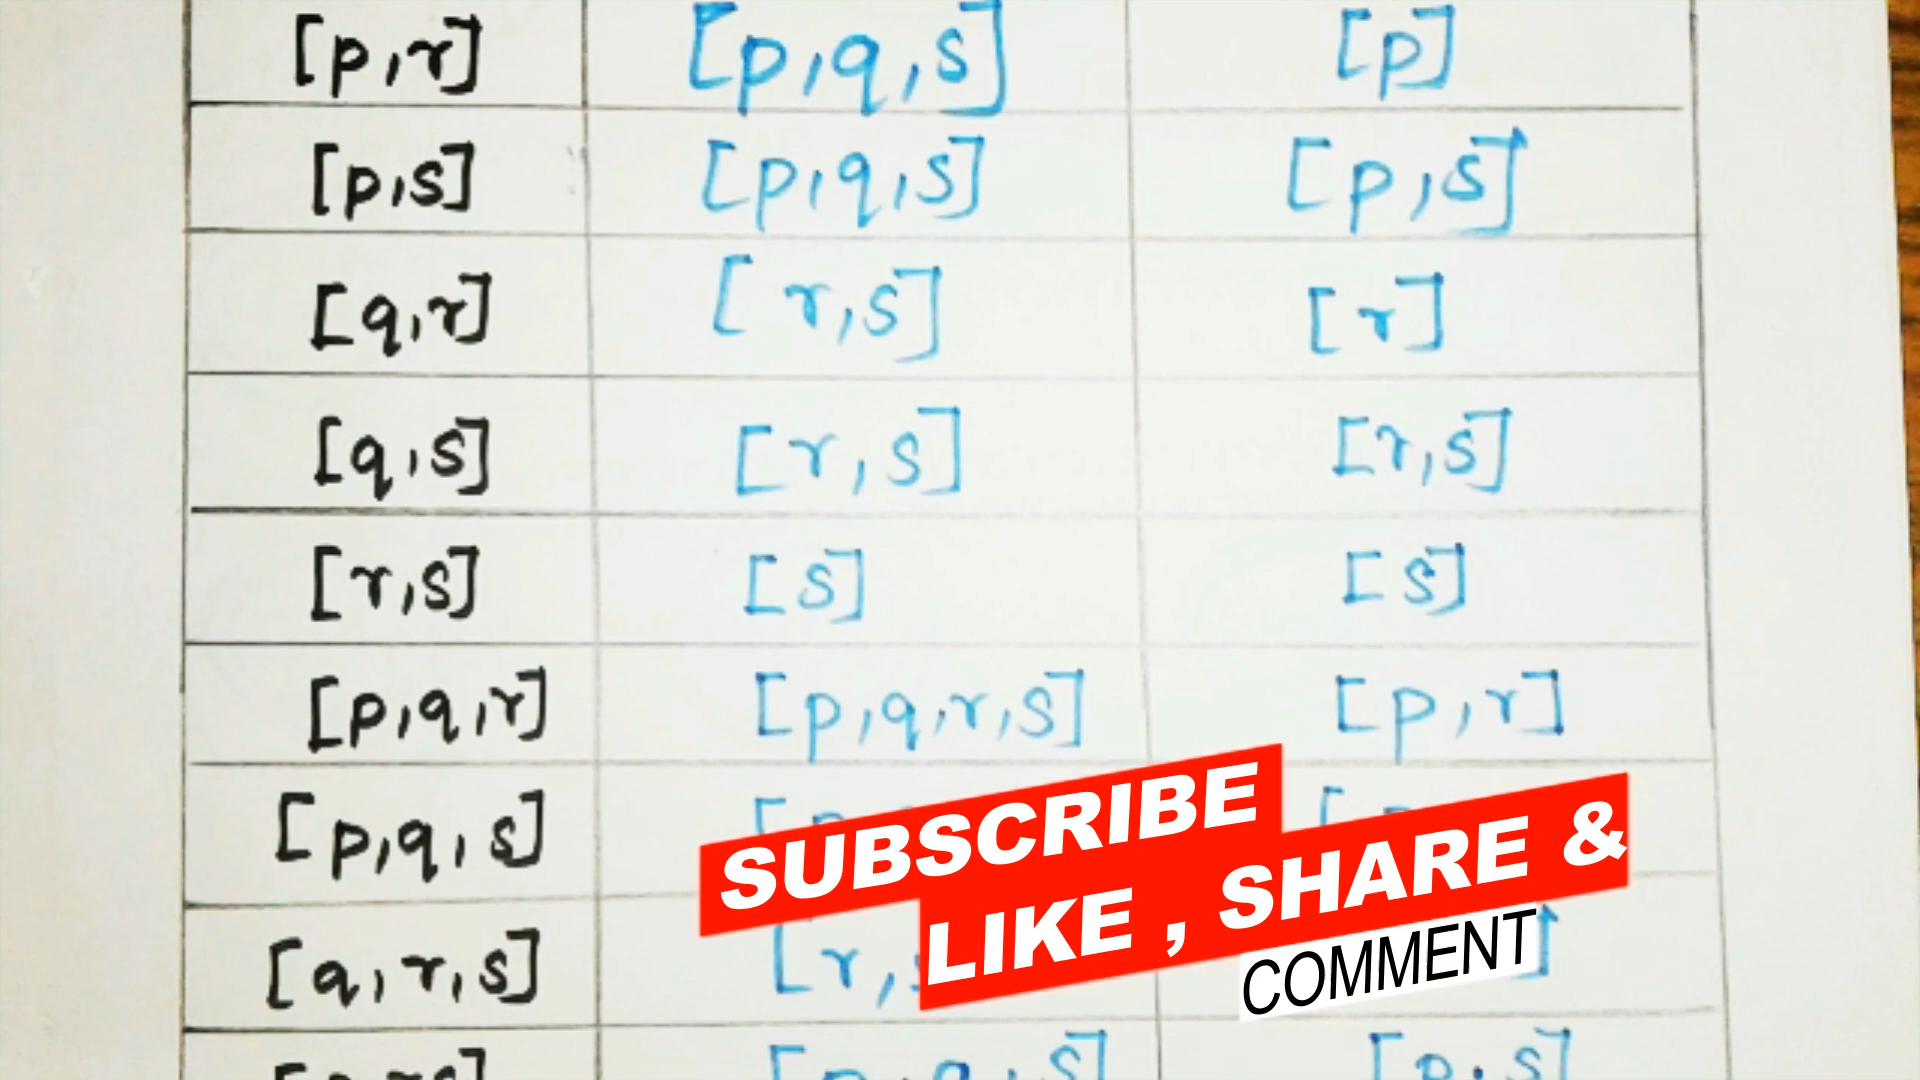 [p,r] [p,q,s] [p]
[p,s] [p,q,s] [p,s]
[q,r] [r,s] [r]
[q,s] [r,s] [r,s]
[r,s] [s] [s]
[p,q,r] [p,q,r,s] [p,r]
[p,q,s]
SUBSCRIBE
LIKE , SHARE &
COMMENT
[q,r,s] [r,